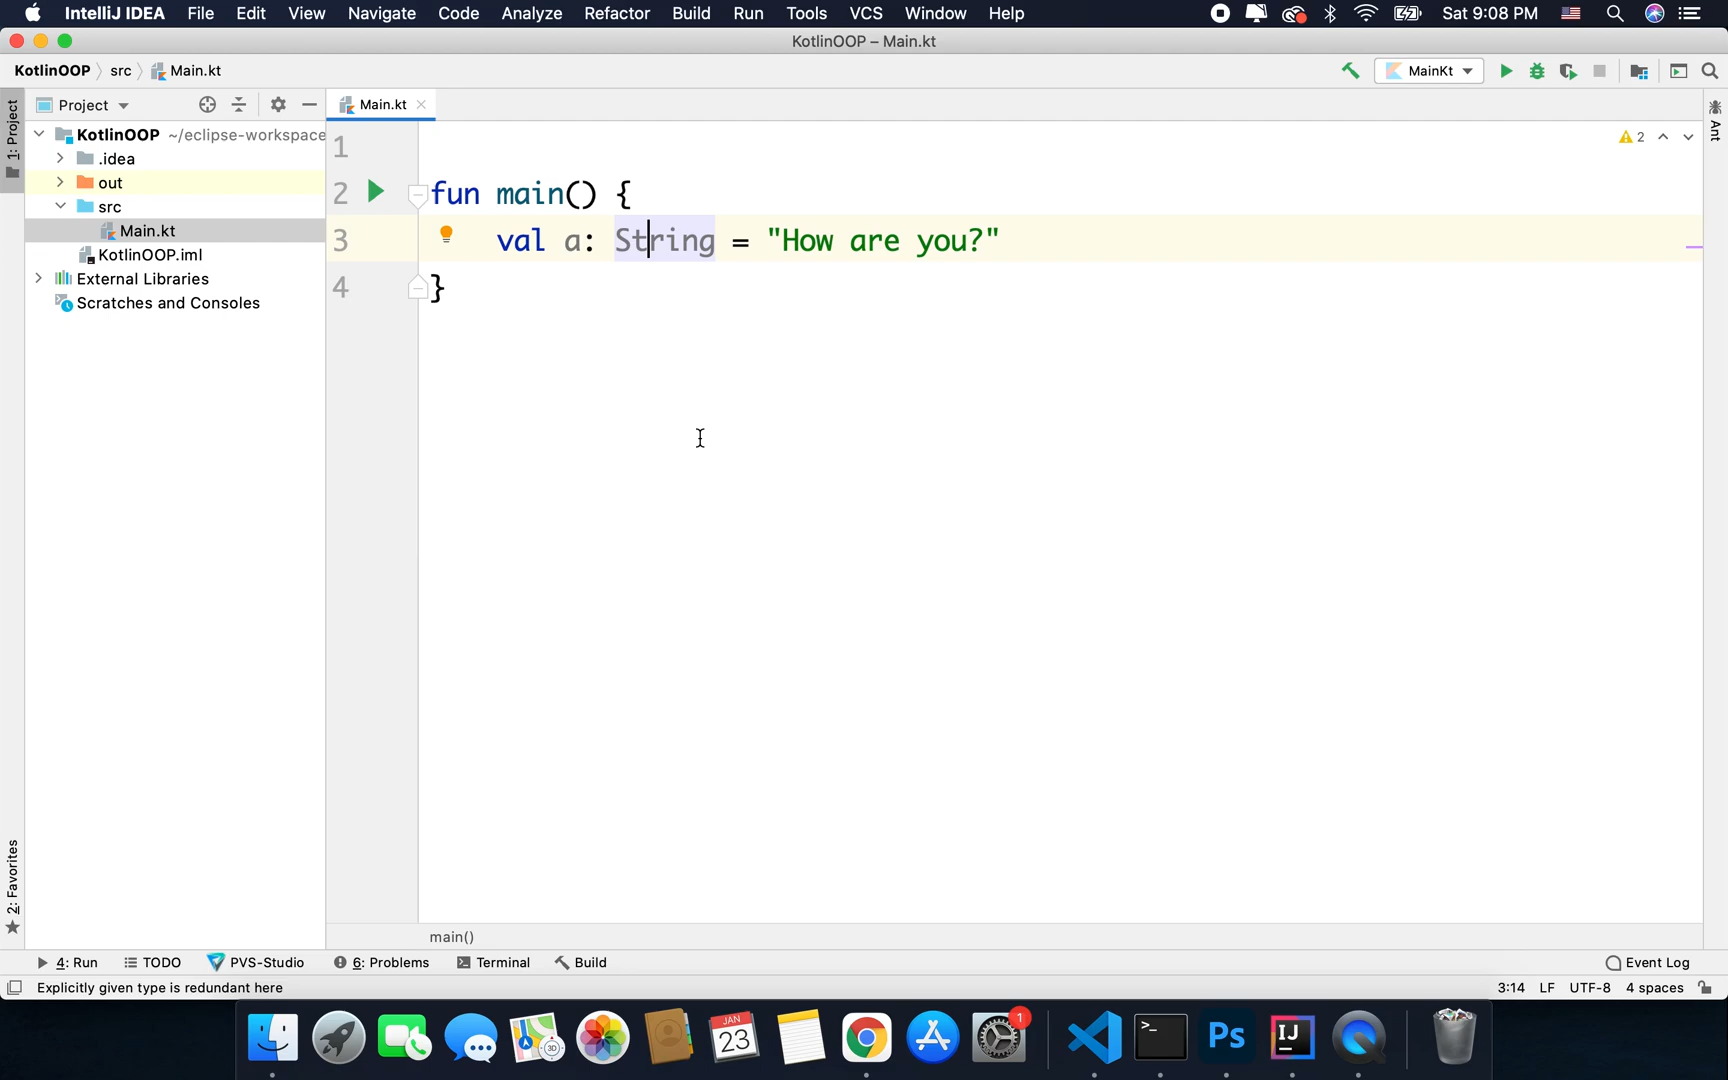 IntelliJ IDEA File Edit View Navigate Code Analyze Refactor Build Run Tools VCS Window Help Sat 9:08 PM
KotlinOOP – Main.kt
KotlinOOP src Main.kt MainKt
1: Project
Project
Main.kt
Ant
KotlinOOP ~/eclipse-workspace
.idea
out
src
Main.kt
KotlinOOP.iml
External Libraries
Scratches and Consoles
2: Favorites
1
2 fun main() {
3 val a: String = "How are you?"
4 }
2
main()
4: Run TODO PVS-Studio 6: Problems Terminal Build Event Log
Explicitly given type is redundant here 3:14 LF UTF-8 4 spaces
3D
JAN
23
1
>_
Ps
IJ